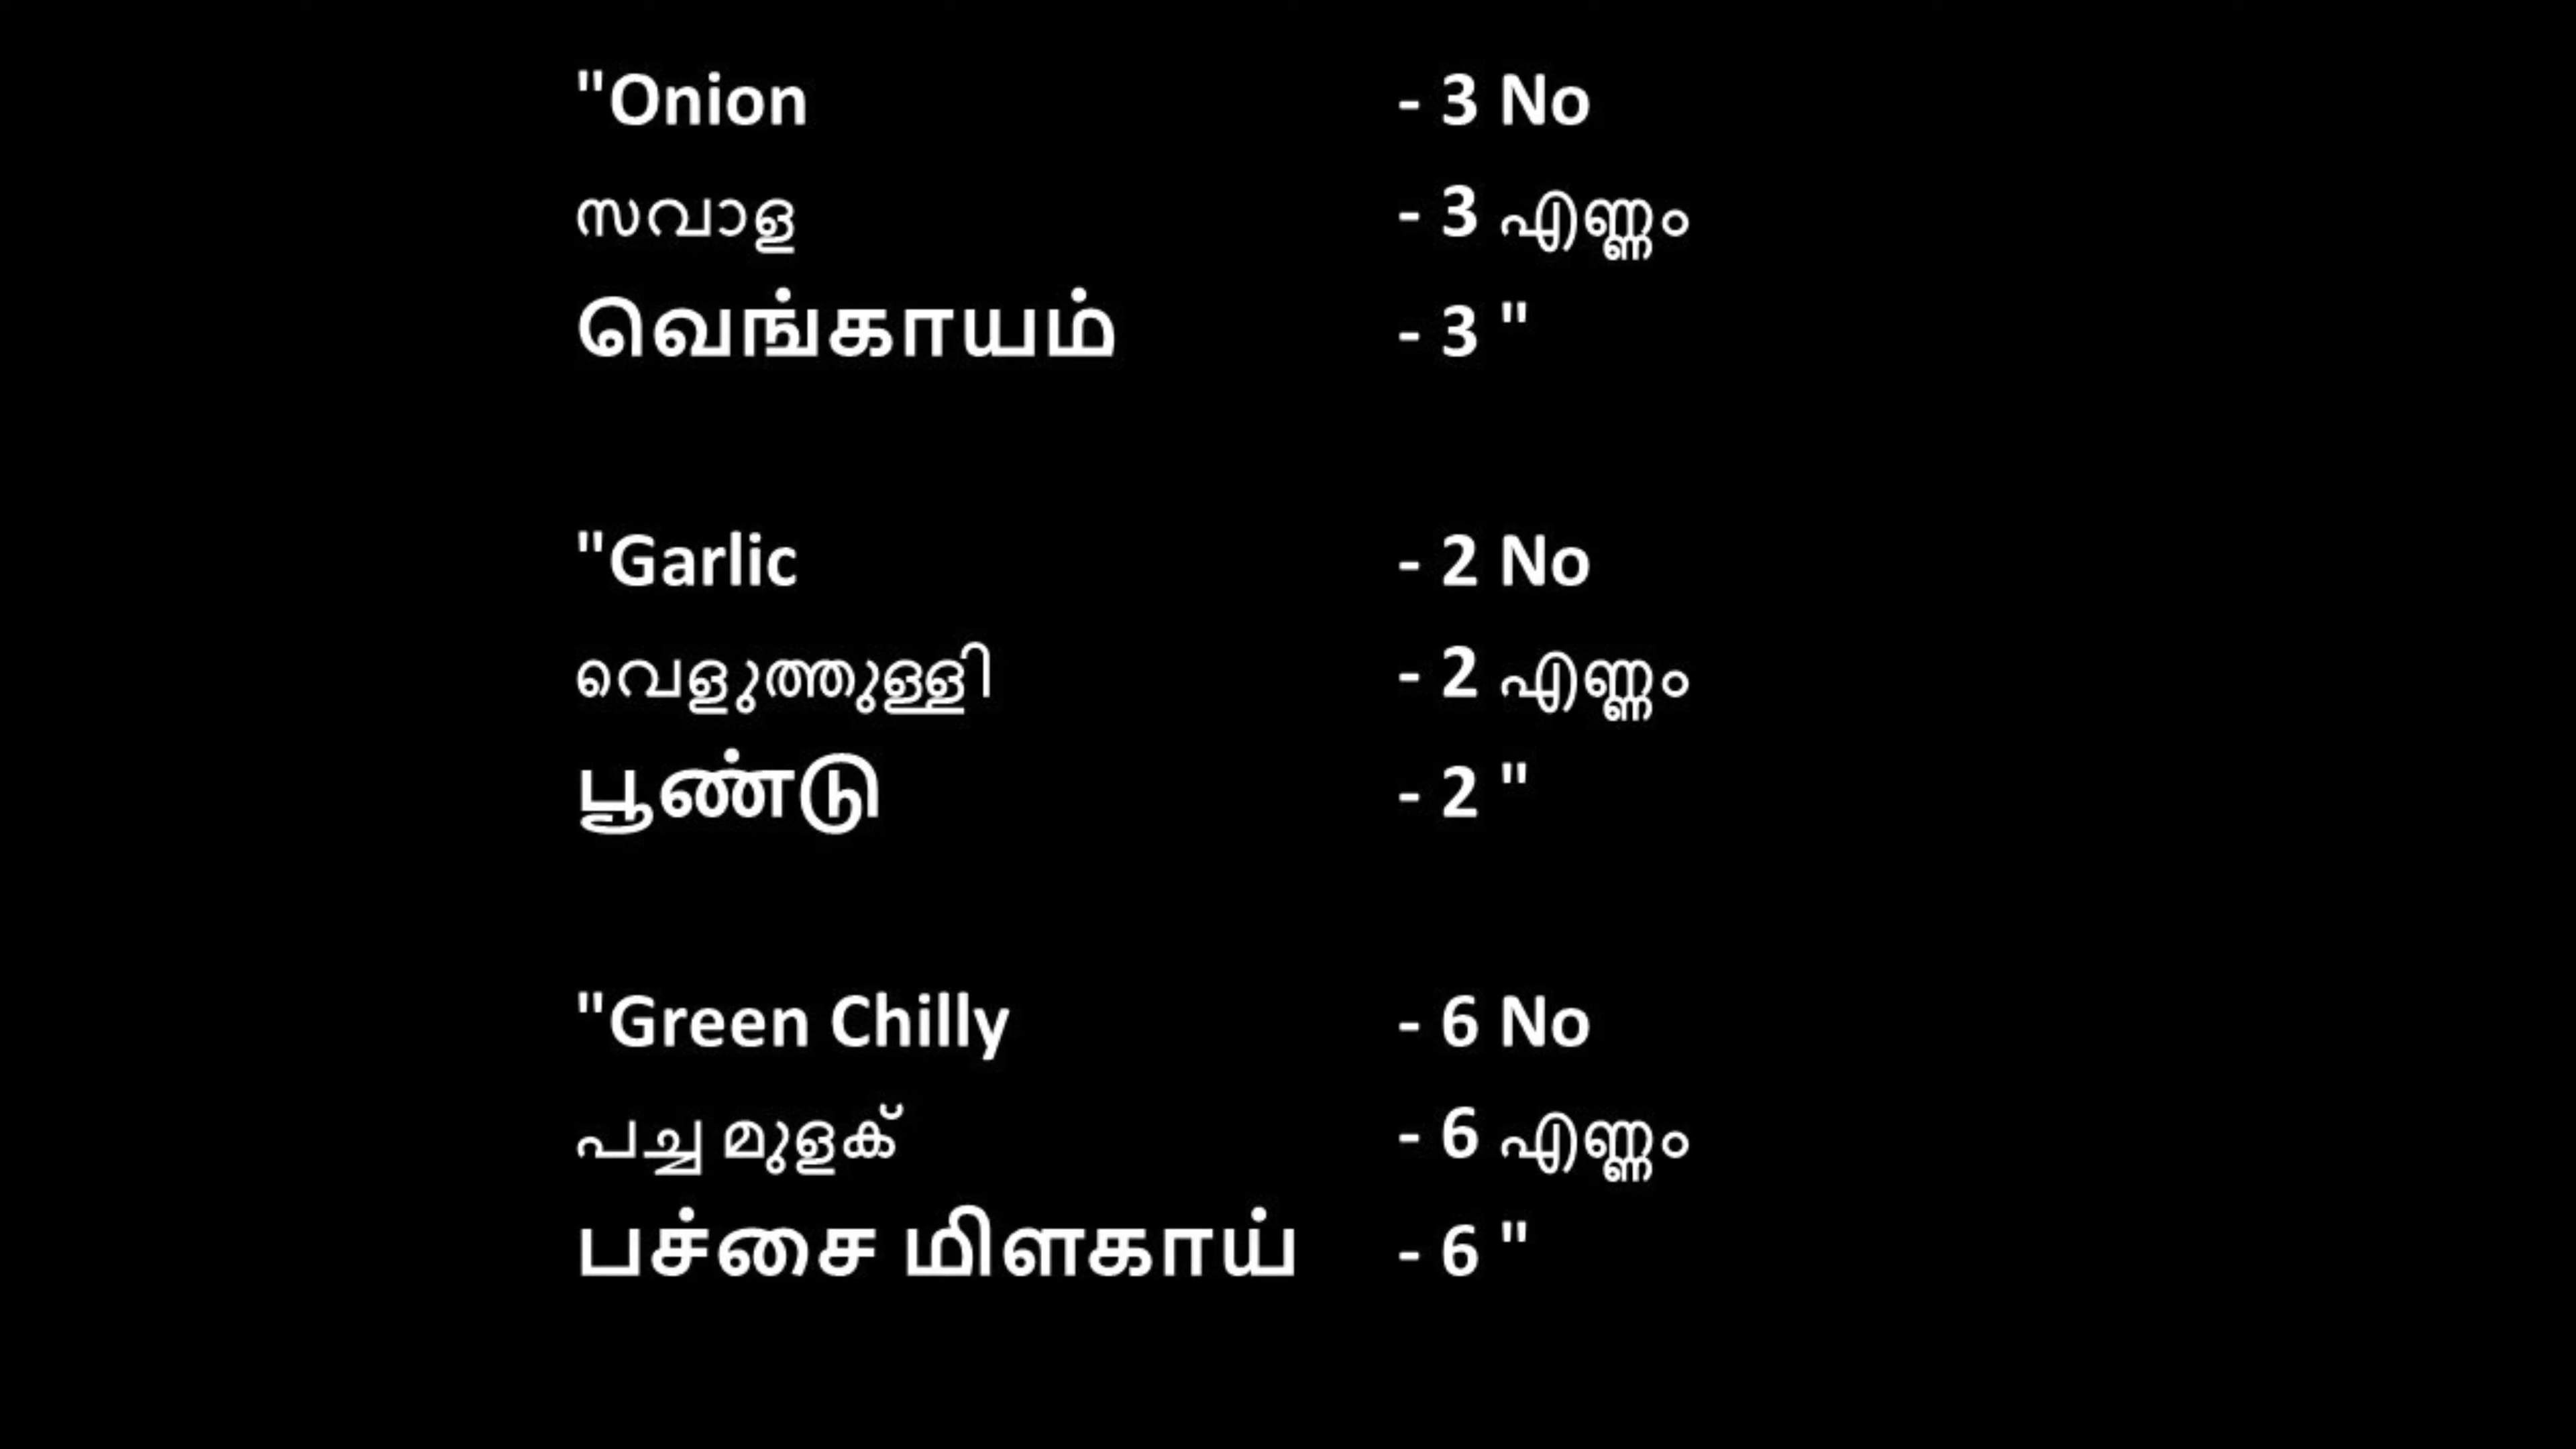 "Onion - 3 No
സവാള - 3 എണ്ണം
வெங்காயம் - 3 "
"Garlic - 2 No
വെളുത്തുള്ളി - 2 എണ്ണം
பூண்டு - 2 "
"Green Chilly - 6 No
പച്ച മുളക് - 6 എണ്ണം
பச்சை மிளகாய் - 6 "